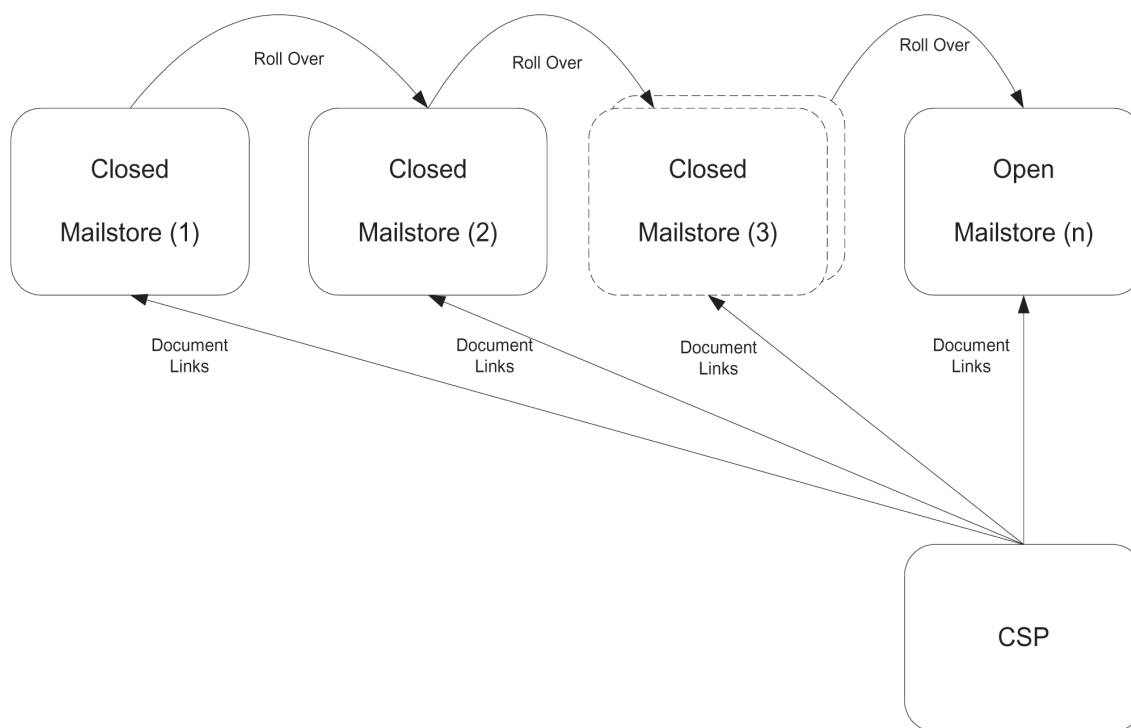 Roll Over
Roll Over
Roll Over
Closed
Mailstore (1)
Closed
Mailstore (2)
Closed
Mailstore (3)
Open
Mailstore (n)
Document
Links
Document
Links
Document
Links
Document
Links
CSP